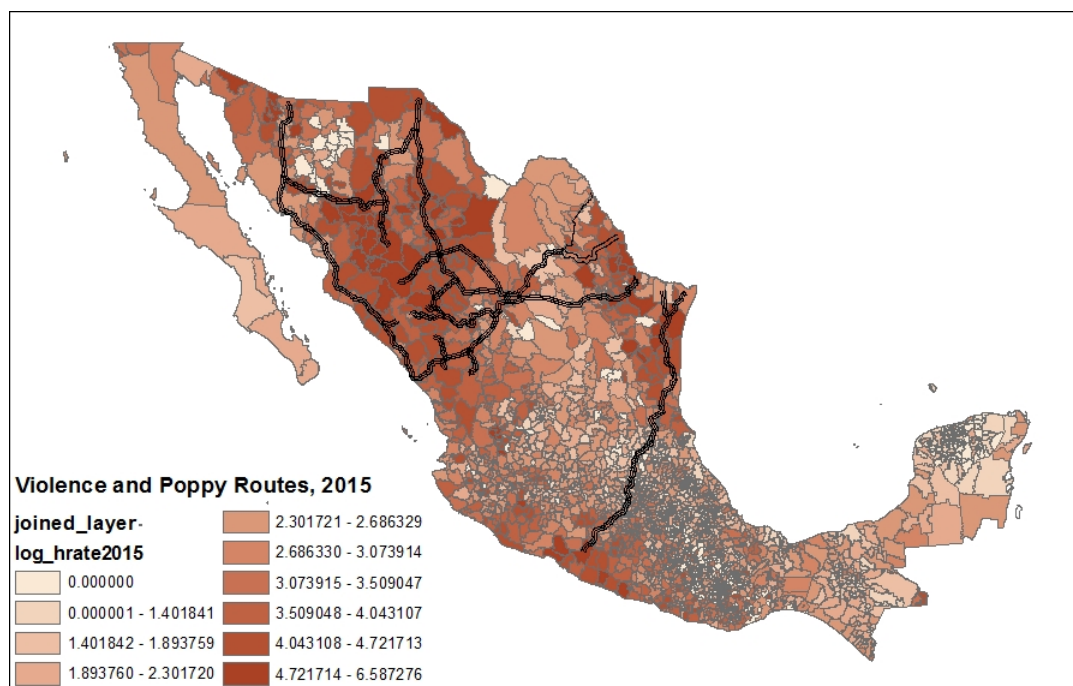 Violence and Poppy Routes, 2015
joined_layer-
log_hrate2015
0.000000
0.000001 - 1.401841
1.401842 - 1.893759
1.893760 - 2.301720
2.301721 - 2.686329
2.686330 - 3.073914
3.073915 - 3.509047
3.509048 - 4.043107
4.043108 - 4.721713
4.721714 - 6.587276